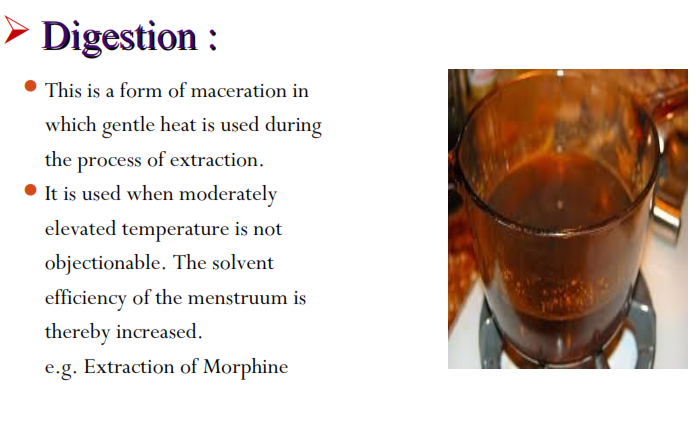 Digestion :
This is a form of maceration in
which gentle heat is used during
the process of extraction.
It is used when moderately
elevated temperature is not
objectionable. The solvent
efficiency of the menstruum is
thereby increased.
e.g. Extraction of Morphine